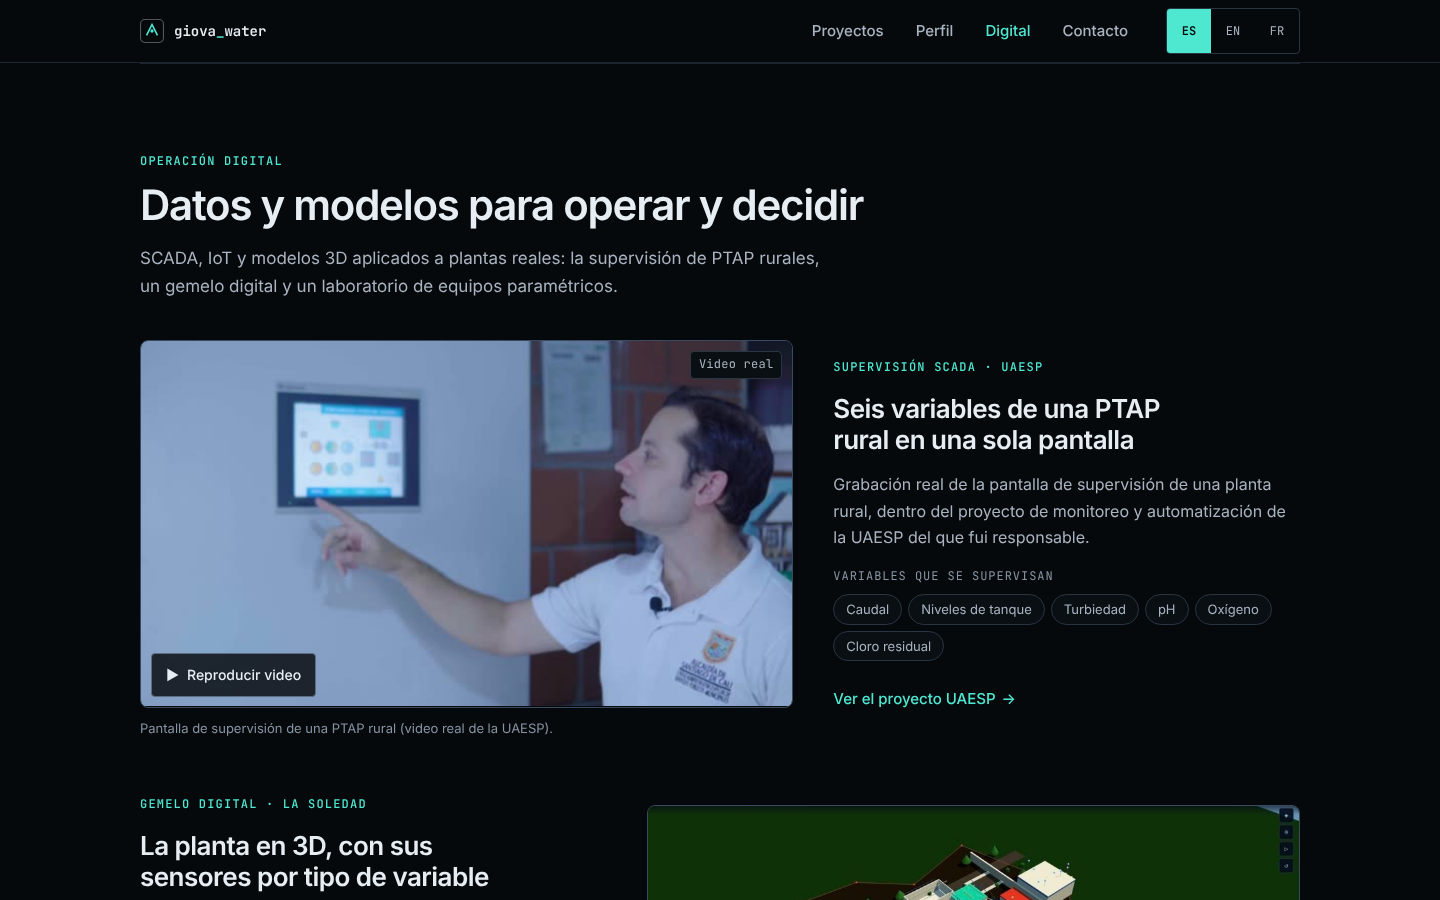 giova_water
Proyectos
Perfil
Digital
Contacto
ES
EN
FR
OPERACIÓN DIGITAL
Datos y modelos para operar y decidir
SCADA, IoT y modelos 3D aplicados a plantas reales: la supervisión de PTAP rurales,
un gemelo digital y un laboratorio de equipos paramétricos.
Video real
ALCALDÍA DE
SANTIAGO DE CALI
Reproducir video
Pantalla de supervisión de una PTAP rural (video real de la UAESP).
SUPERVISIÓN SCADA · UAESP
Seis variables de una PTAP
rural en una sola pantalla
Grabación real de la pantalla de supervisión de una planta
rural, dentro del proyecto de monitoreo y automatización de
la UAESP del que fui responsable.
VARIABLES QUE SE SUPERVISAN
Caudal
Niveles de tanque
Turbiedad
pH
Oxígeno
Cloro residual
Ver el proyecto UAESP →
GEMELO DIGITAL · LA SOLEDAD
La planta en 3D, con sus
sensores por tipo de variable